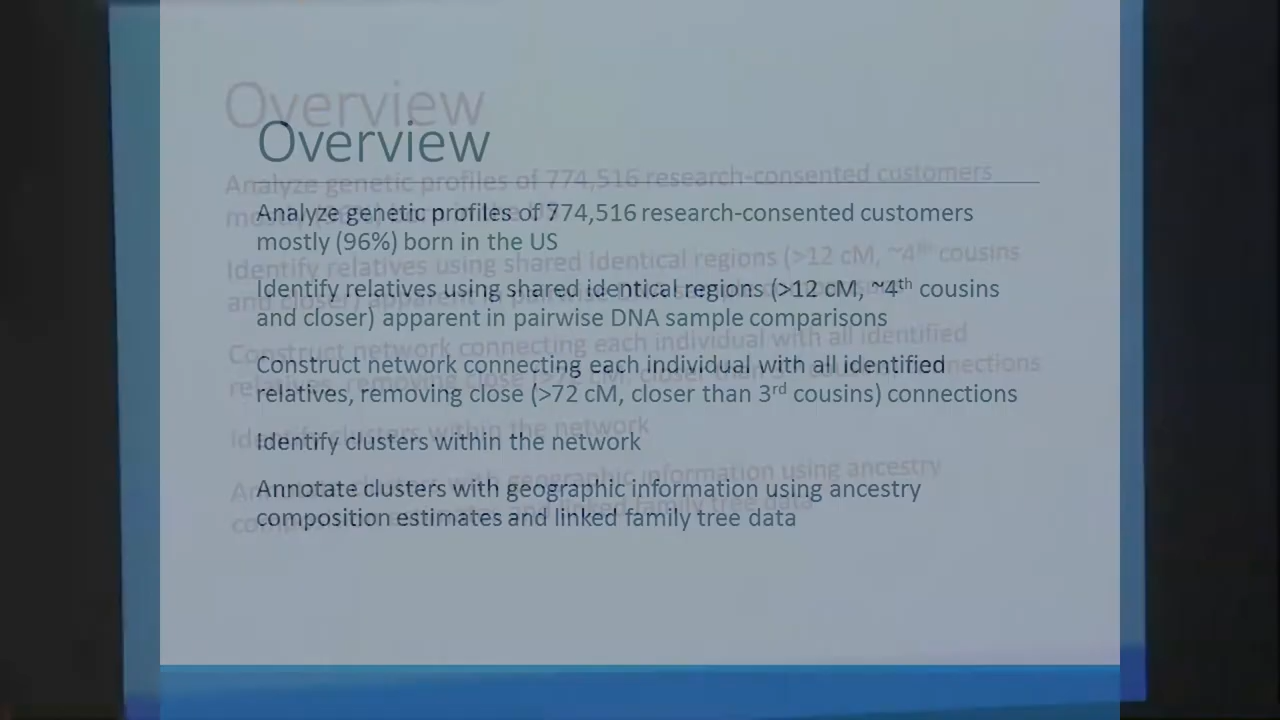 Overview
Analyze genetic profiles of 774,516 research-consented customers
mostly (96%) born in the US
Identify relatives using shared identical regions (>12 cM, ~4th cousins
and closer) apparent in pairwise DNA sample comparisons
Construct network connecting each individual with all identified
relatives, removing close (>72 cM, closer than 3rd cousins) connections
Identify clusters within the network
Annotate clusters with geographic information using ancestry
composition estimates and linked family tree data